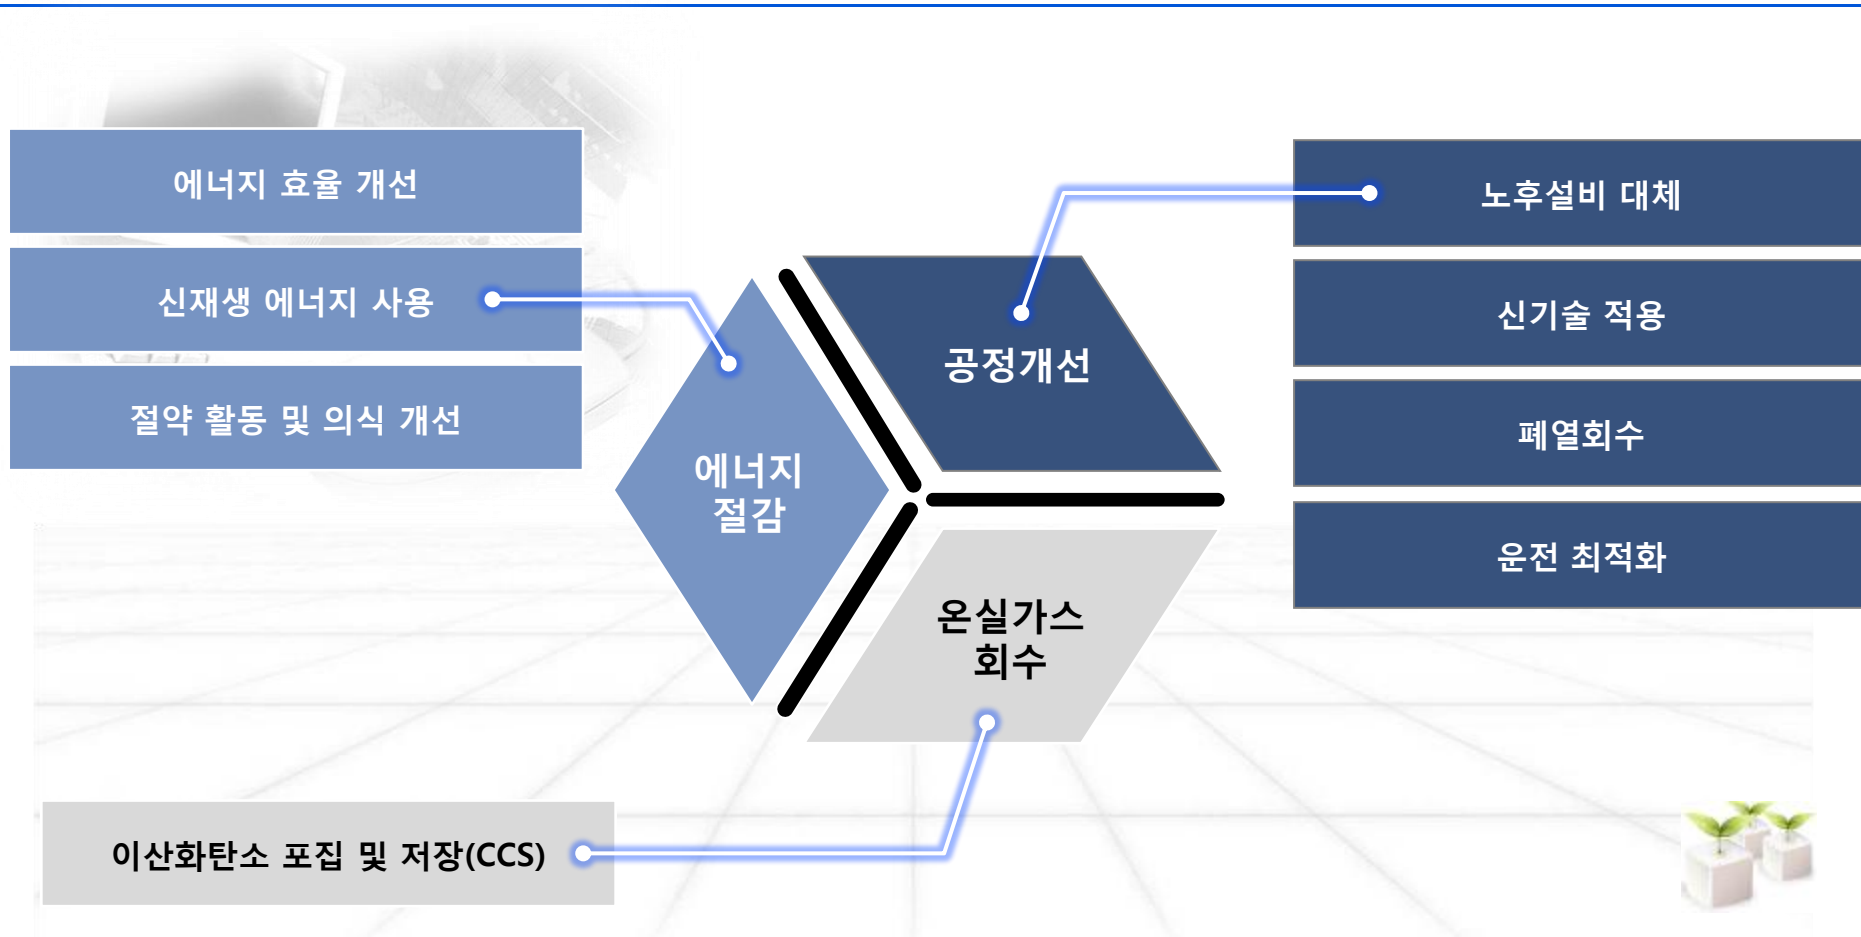 에너지 효율 개선
신재생 에너지 사용
절약 활동 및 의식 개선
에너지
절감
공정개선
노후설비 대체
신기술 적용
폐열회수
운전 최적화
온실가스
회수
이산화탄소 포집 및 저장(CCS)